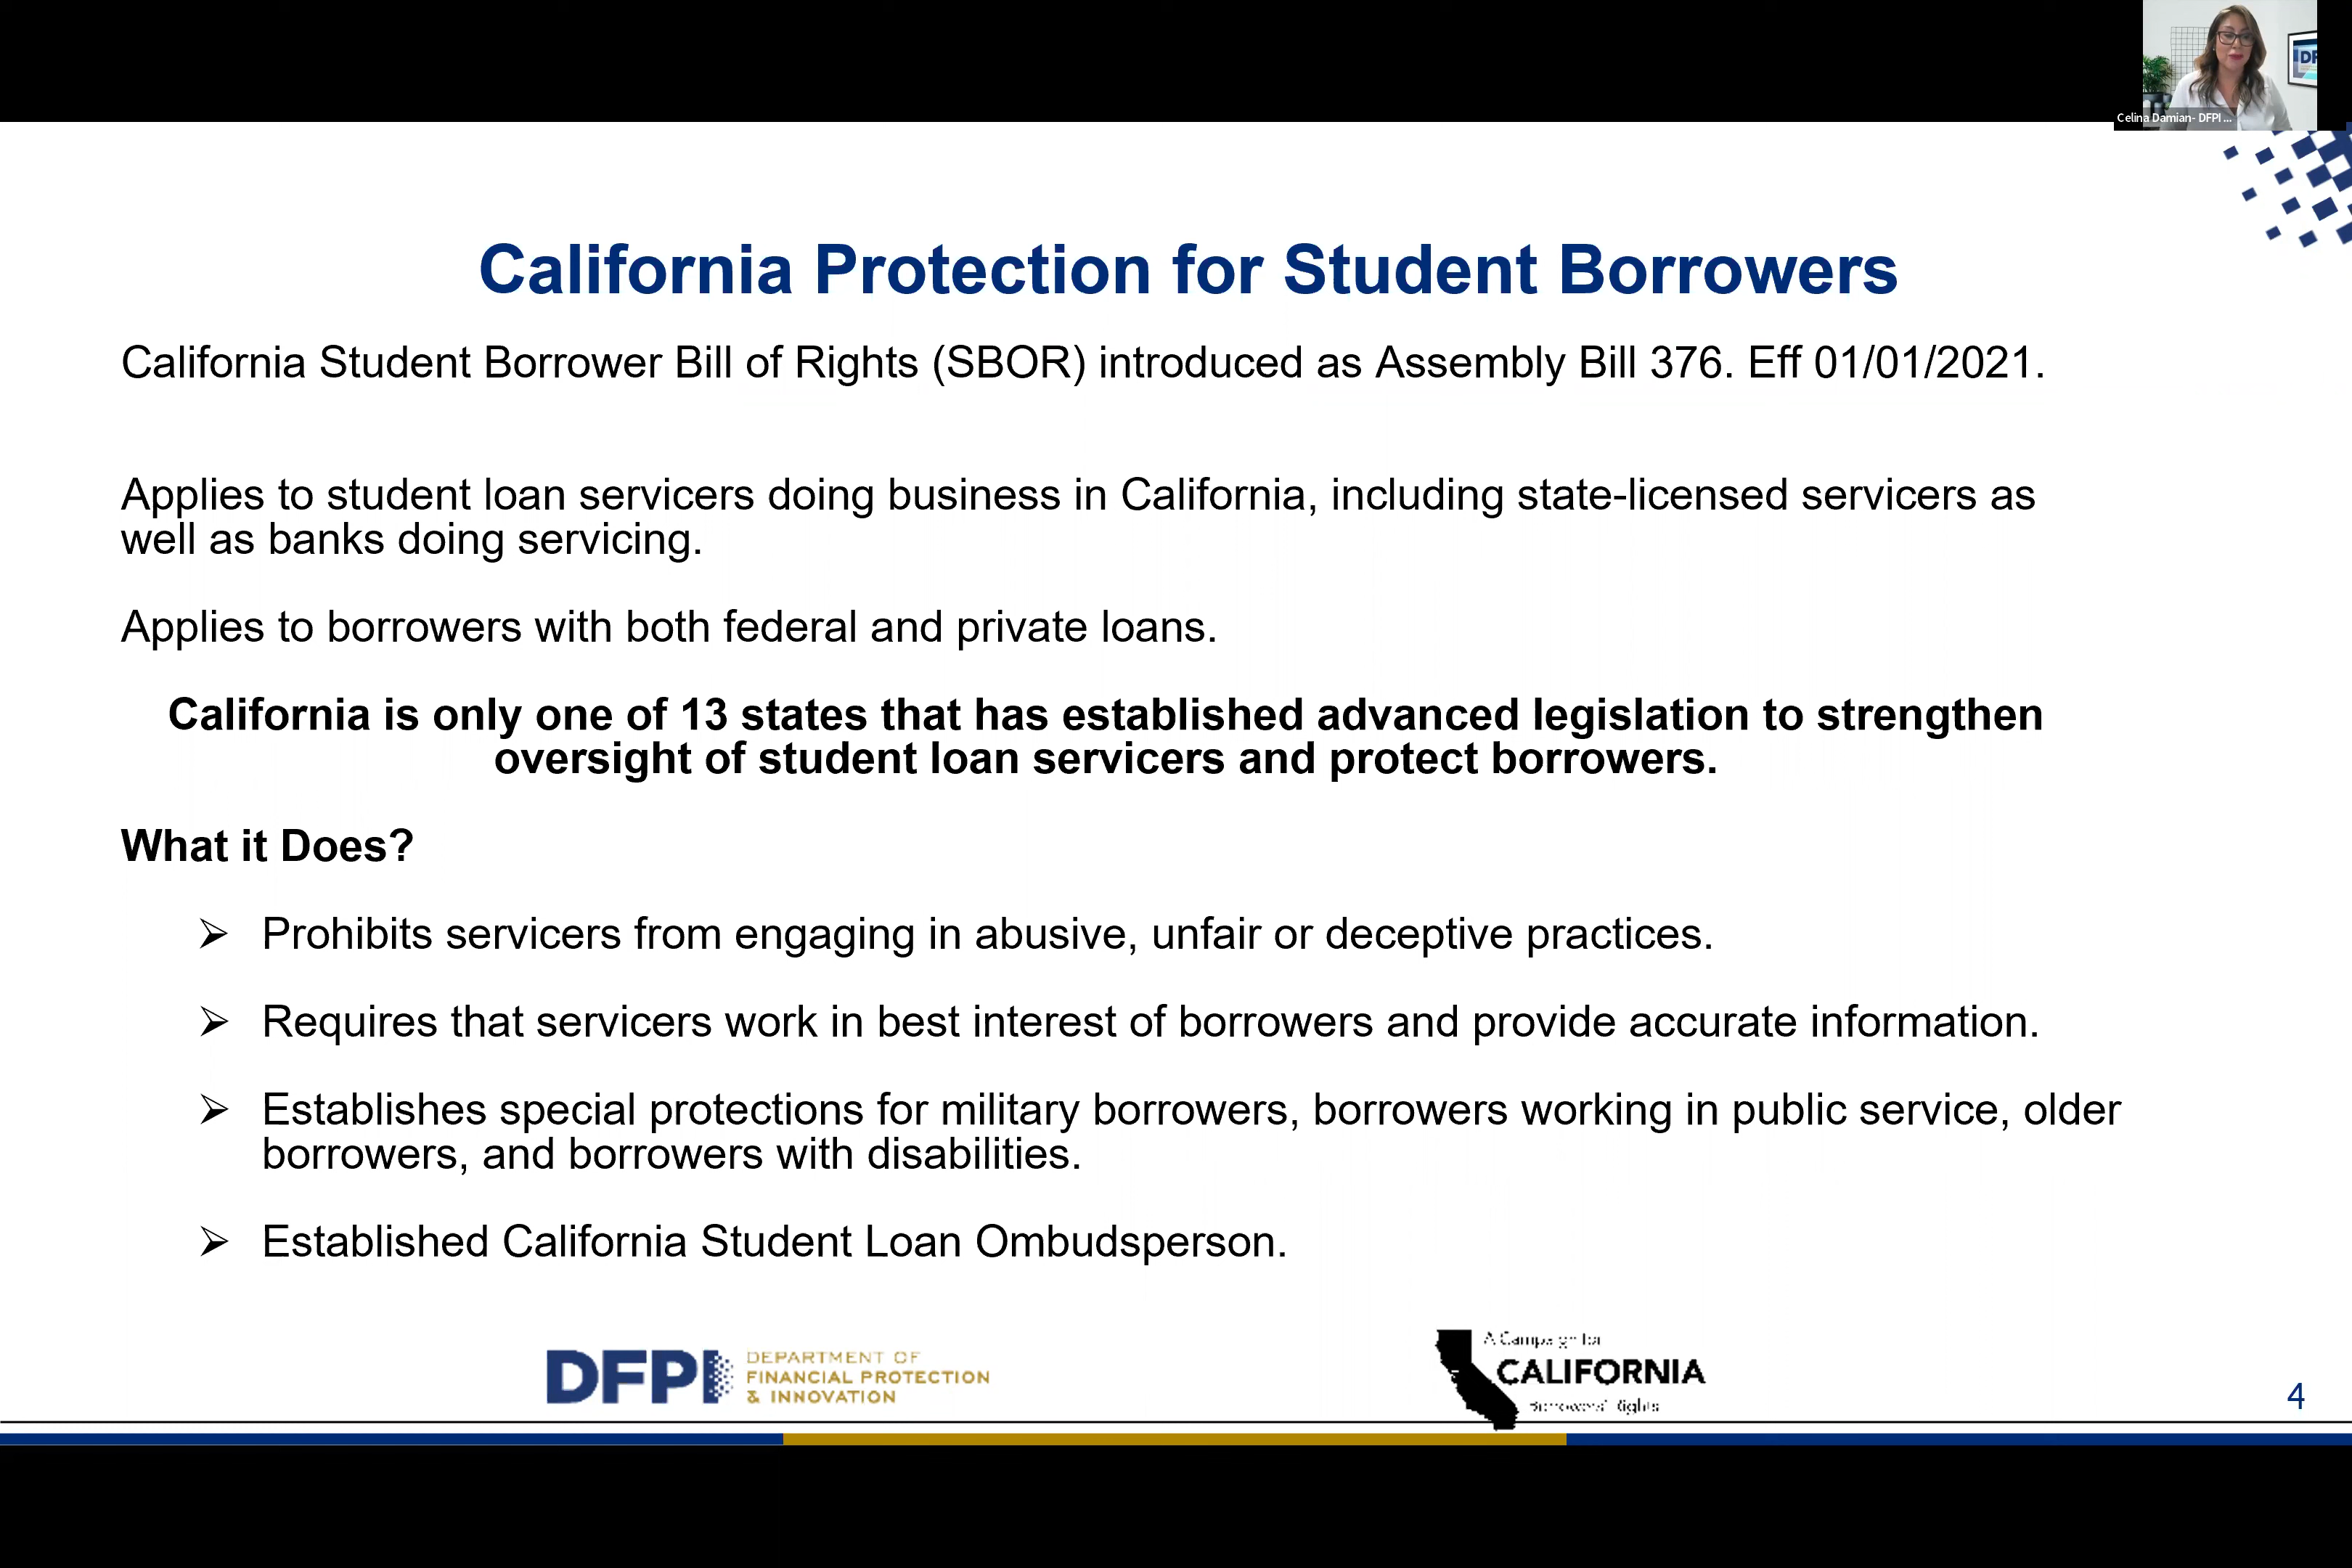 DF
Celina Damian- DFPI ...
California Protection for Student Borrowers
California Student Borrower Bill of Rights (SBOR) introduced as Assembly Bill 376. Eff 01/01/2021.
Applies to student loan servicers doing business in California, including state-licensed servicers as
well as banks doing servicing.
Applies to borrowers with both federal and private loans.
California is only one of 13 states that has established advanced legislation to strengthen
oversight of student loan servicers and protect borrowers.
What it Does?
➢ Prohibits servicers from engaging in abusive, unfair or deceptive practices.
➢ Requires that servicers work in best interest of borrowers and provide accurate information.
➢ Establishes special protections for military borrowers, borrowers working in public service, older
borrowers, and borrowers with disabilities.
➢ Established California Student Loan Ombudsperson.
DFPI
DEPARTMENT OF
FINANCIAL PROTECTION
& INNOVATION
A Campaign for
CALIFORNIA
Borrowers' Rights
4